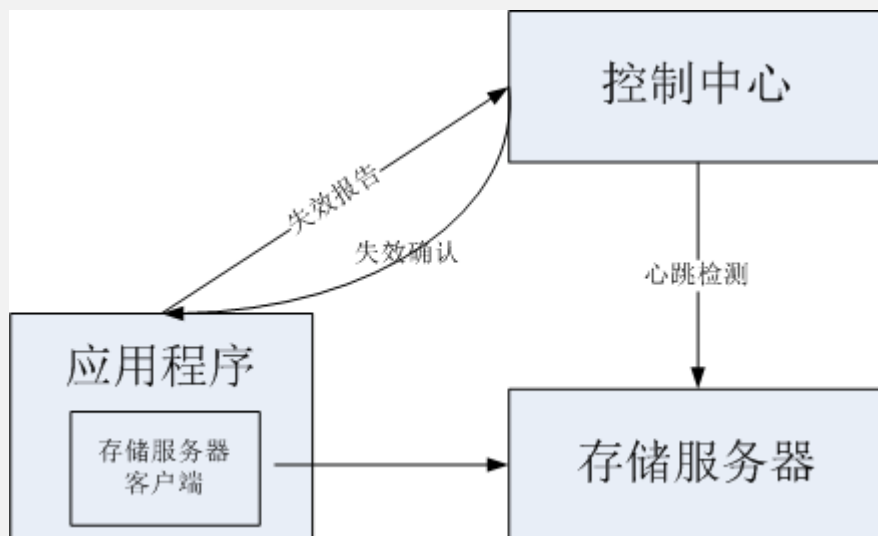 控制中心
失效报告
失效确认
心跳检测
应用程序
存储服务器
客户端
存储服务器